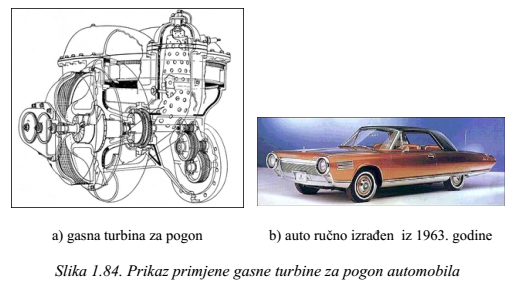 a) gasna turbina za pogon
b) auto ručno izrađen iz 1963. godine
Slika 1.84. Prikaz primjene gasne turbine za pogon automobila